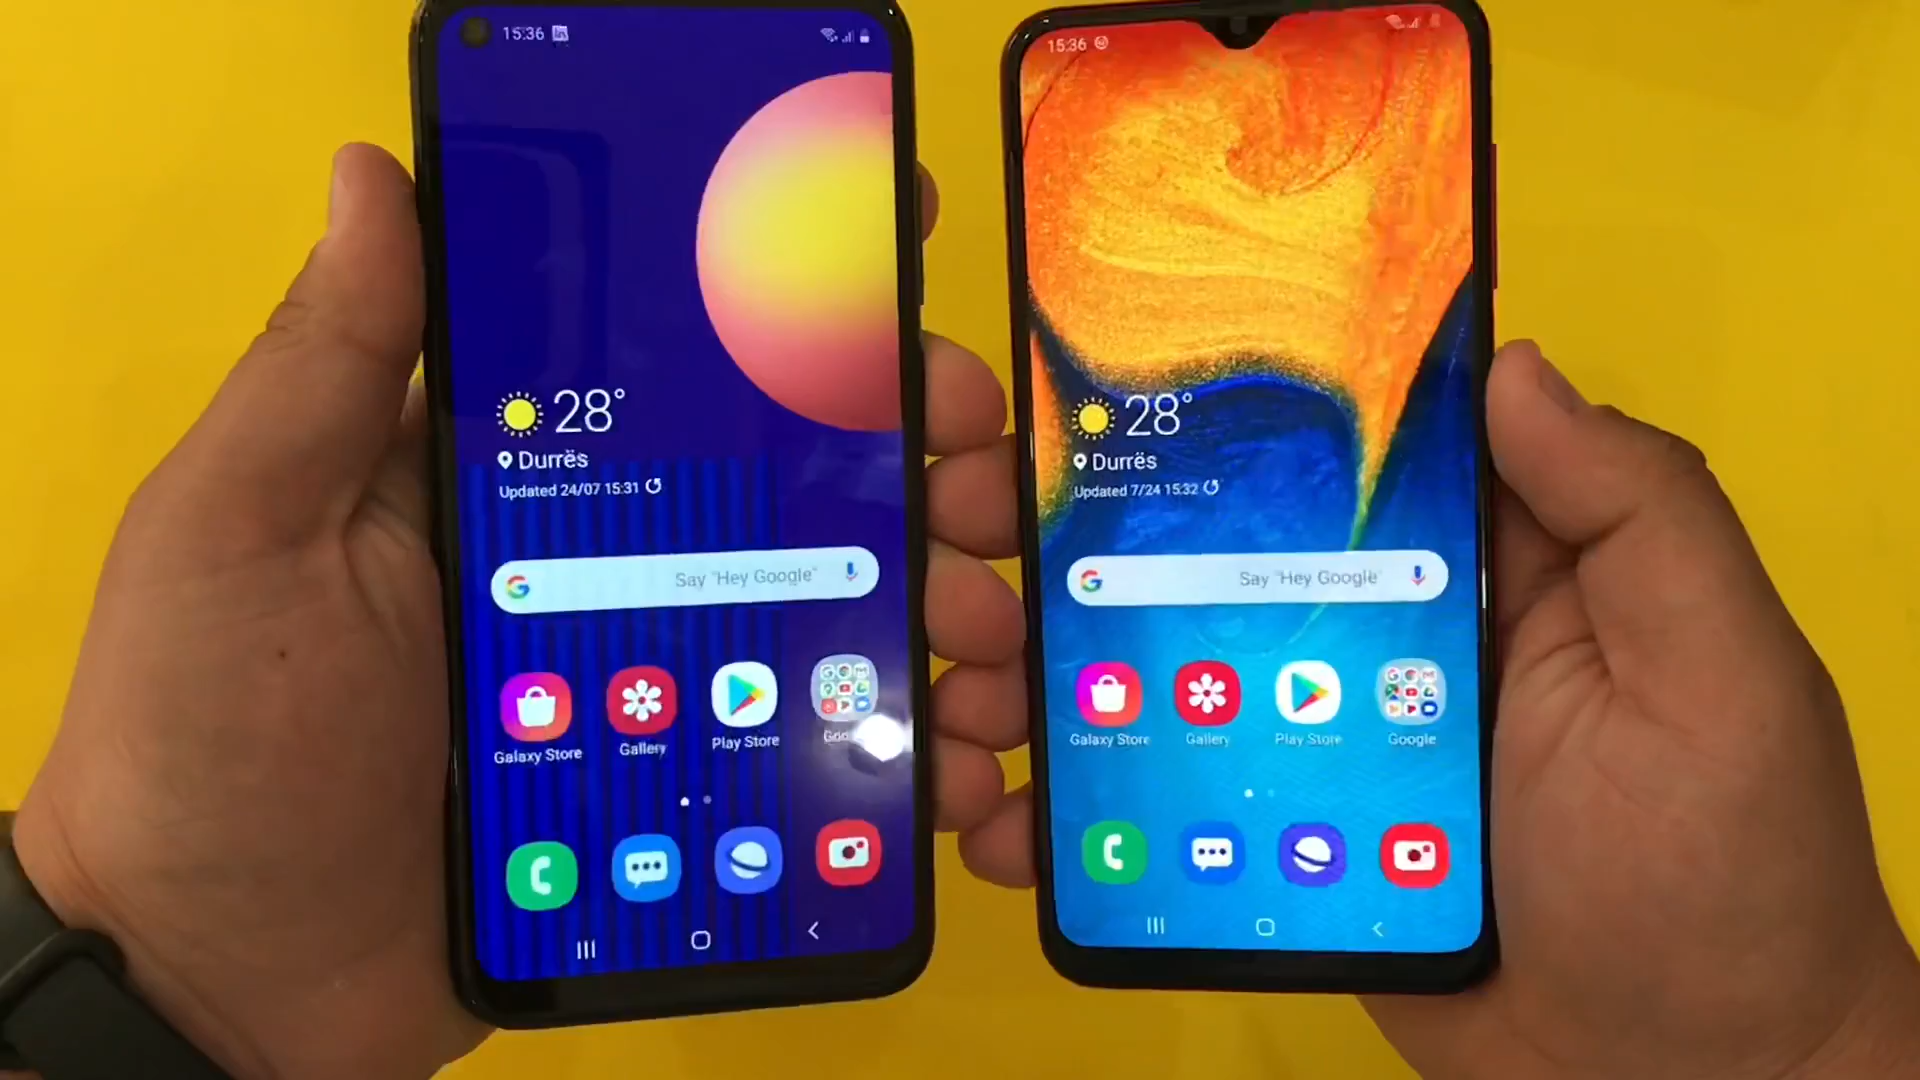 15:36
28°
Durrës
Updated 24/07 15:31
Say "Hey Google"
Galaxy Store
Gallery
Play Store
15:36
28°
Durrës
Updated 7/24 15:32
Say "Hey Google"
Galaxy Store
Gallery
Play Store
Google